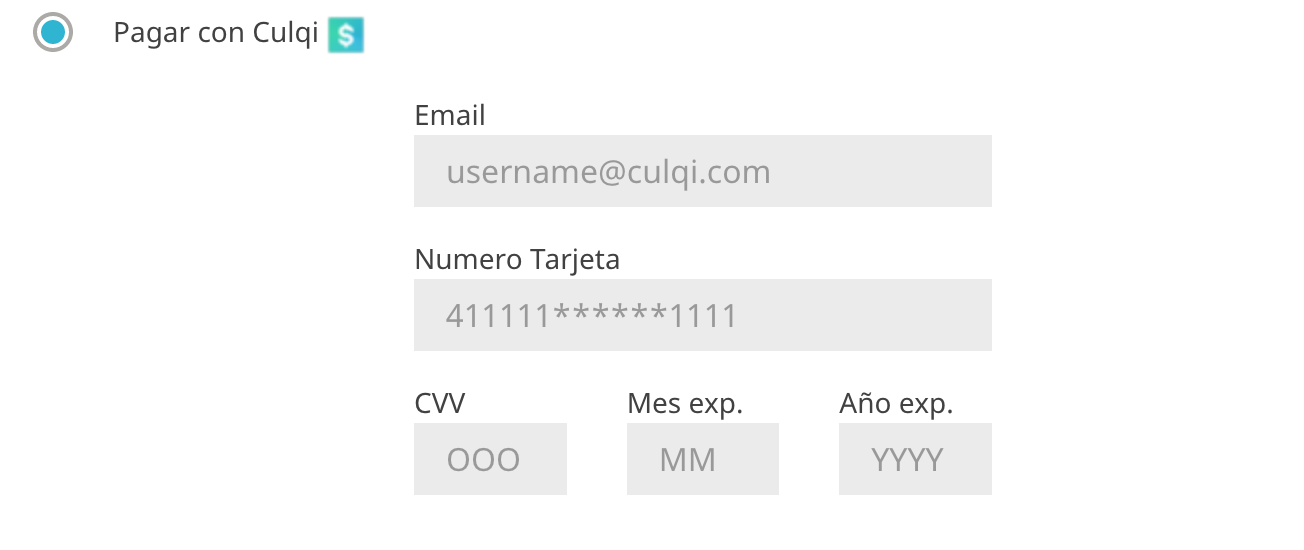 Pagar con Culqi $
Email
username@culqi.com
Numero Tarjeta
411111******1111
CVV Mes exp. Año exp.
OOO MM YYYY